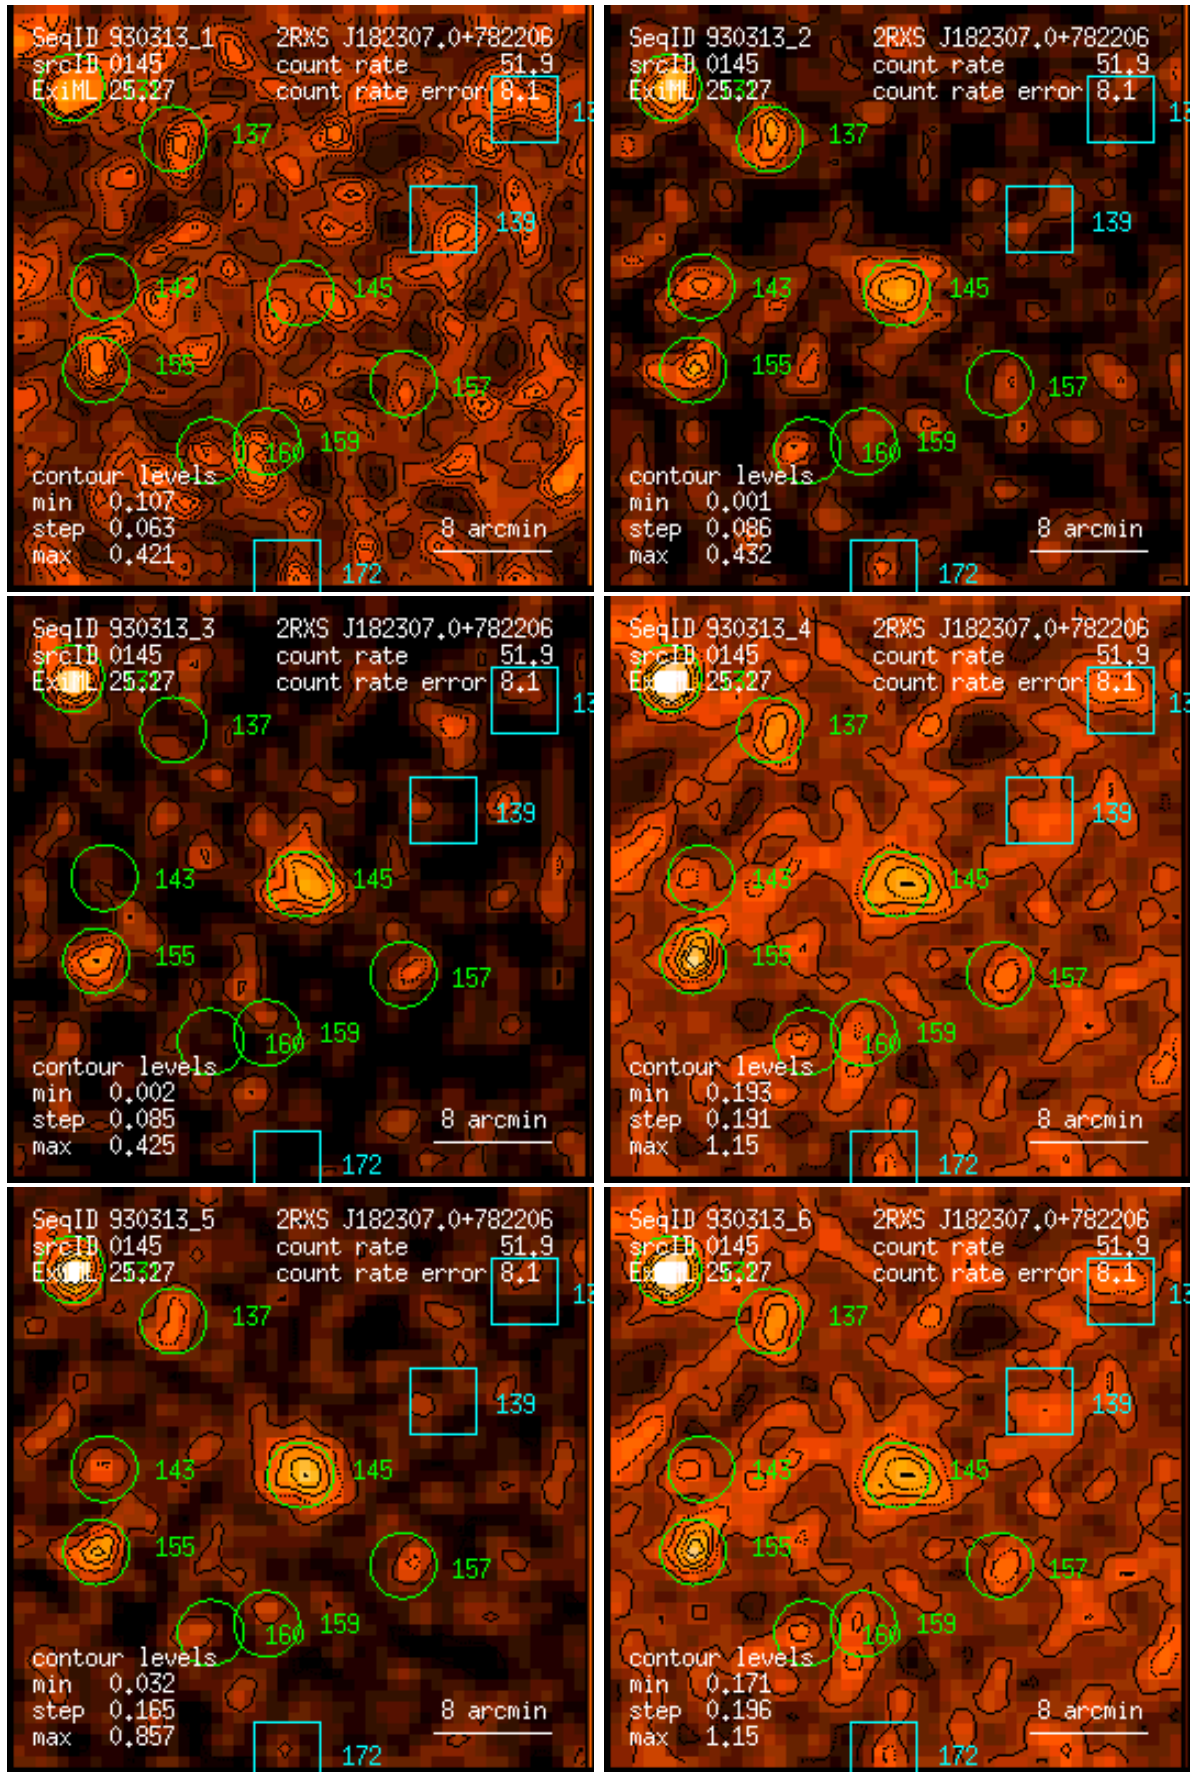 SeqID 930313_1 2RXS J182307.0+782206
srcID 0145 count rate 51.9
ExiML 25.27 count rate error 8.1
137
139
143
145
155
157
160 159
contour levels
min 0.107
step 0.063 8 arcmin
max 0.421
172
SeqID 930313_2 2RXS J182307.0+782206
srcID 0145 count rate 51.9
ExiML 25.27 count rate error 8.1
137
139
143
145
155
157
160 159
contour levels
min 0.001
step 0.086 8 arcmin
max 0.432
172
SeqID 930313_3 2RXS J182307.0+782206
srcID 0145 count rate 51.9
ExiML 25.27 count rate error 8.1
137
139
143
145
155
157
160 159
contour levels
min 0.002
step 0.085 8 arcmin
max 0.425
172
SeqID 930313_4 2RXS J182307.0+782206
srcID 0145 count rate 51.9
ExiML 25.27 count rate error 8.1
137
139
143
145
155
157
160 159
contour levels
min 0.193
step 0.191 8 arcmin
max 1.15
172
SeqID 930313_5 2RXS J182307.0+782206
srcID 0145 count rate 51.9
ExiML 25.27 count rate error 8.1
137
139
143
145
155
157
160 159
contour levels
min 0.032
step 0.165 8 arcmin
max 0.857
172
SeqID 930313_6 2RXS J182307.0+782206
srcID 0145 count rate 51.9
ExiML 25.27 count rate error 8.1
137
139
143
145
155
157
160 159
contour levels
min 0.171
step 0.196 8 arcmin
max 1.15
172